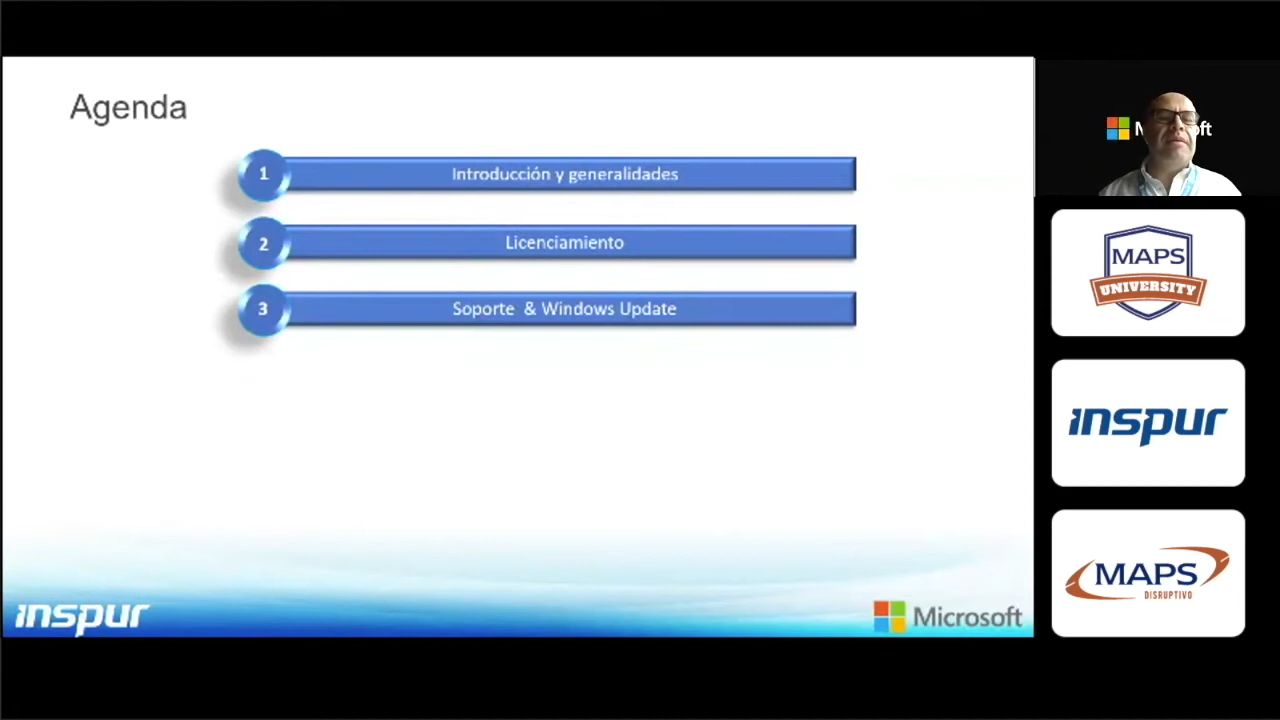 Agenda
1
Introducción y generalidades
2
Licenciamiento
3
Soporte & Windows Update
inspur
Microsoft
MAPS
UNIVERSITY
inspur
MAPS
DISRUPTIVO